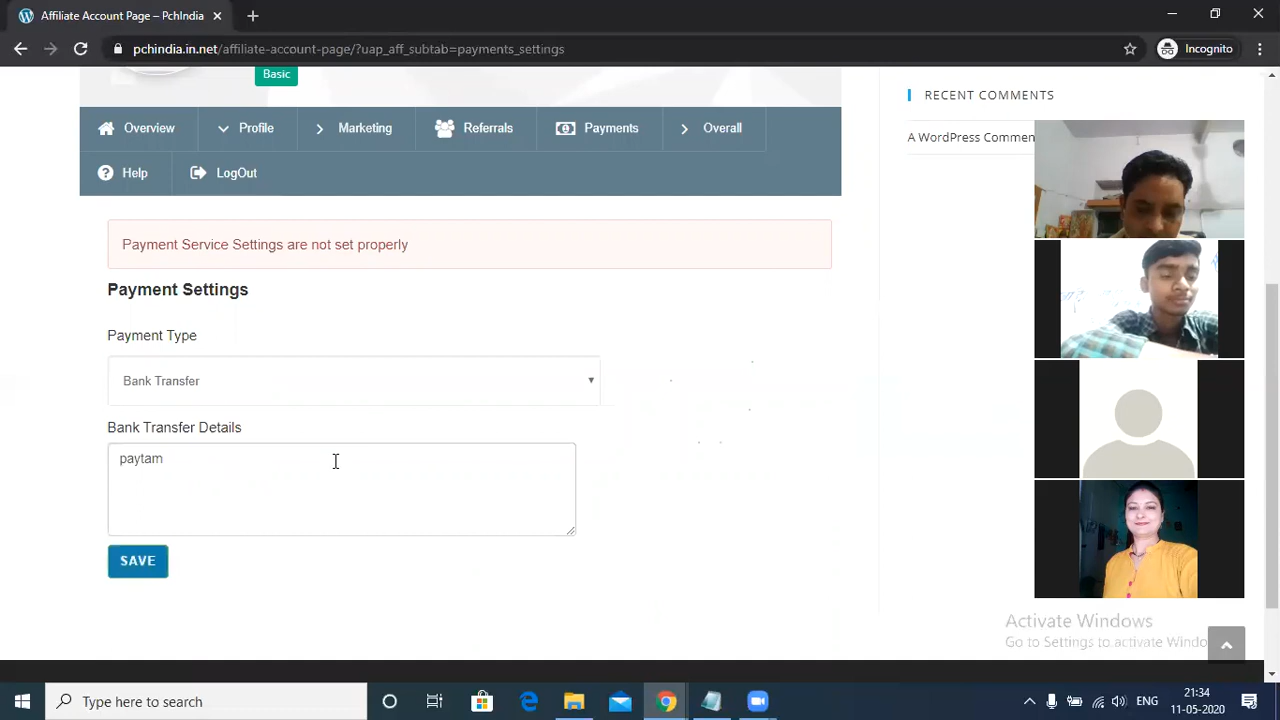 Affiliate Account Page – PchIndia
pchindia.in.net/affiliate-account-page/?uap_aff_subtab=payments_settings
Incognito
Basic
Overview
Profile
Marketing
Referrals
Payments
Overall
Help
LogOut
RECENT COMMENTS
A WordPress Commen
Payment Service Settings are not set properly
Payment Settings
Payment Type
Bank Transfer
Bank Transfer Details
paytam
SAVE
Activate Windows
Go to Settings to activate Windo
Type here to search
ENG
21:34
11-05-2020